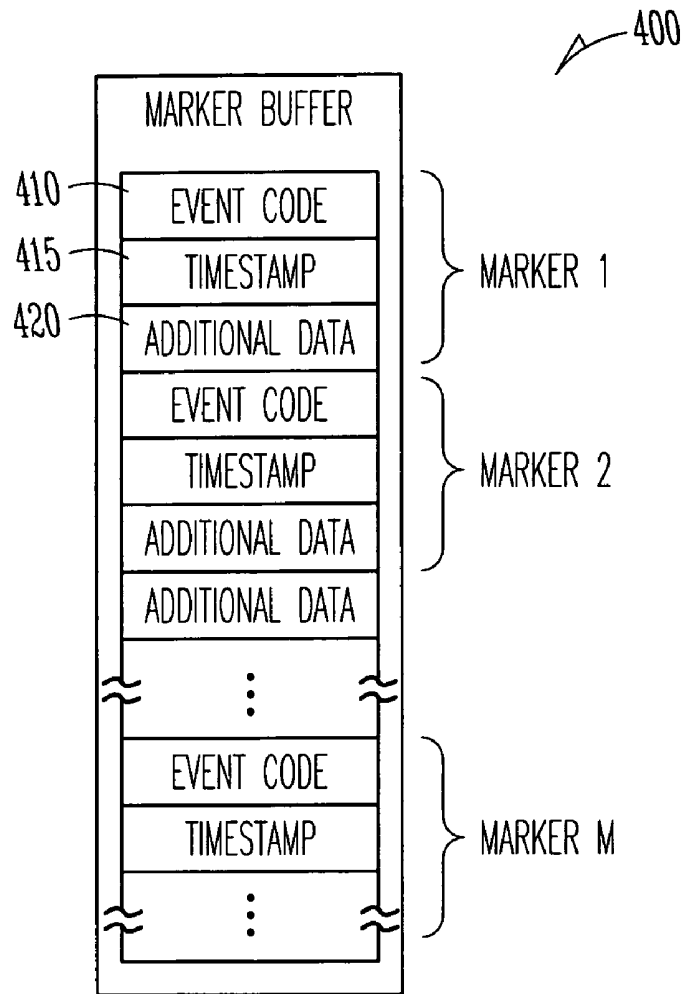 400
MARKER BUFFER
410
EVENT CODE
415
TIMESTAMP
MARKER 1
420
ADDITIONAL DATA
EVENT CODE
TIMESTAMP
MARKER 2
ADDITIONAL DATA
ADDITIONAL DATA
EVENT CODE
TIMESTAMP
MARKER M